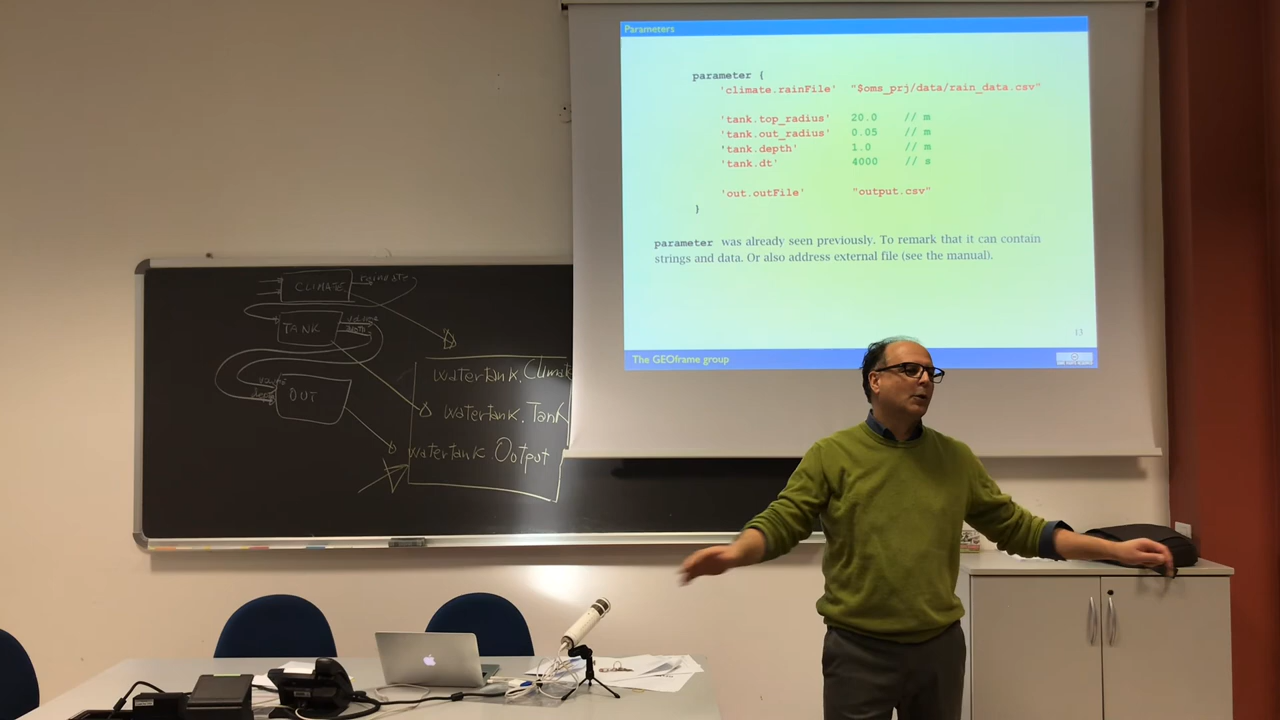 Parameters
parameter {
'climate.rainFile' "$oms_prj/data/rain_data.csv"
'tank.top_radius' 20.0 // m
'tank.out_radius' 0.05 // m
'tank.depth' 1.0 // m
'tank.dt' 4000 // s
'out.outFile' "output.csv"
}
parameter was already seen previously. To remark that it can contain
strings and data. Or also address external file (see the manual).
13
The GEOframe group
CLIMATE
TANK
OUT
watertank.Climate
watertank.Tank
watertank.Output